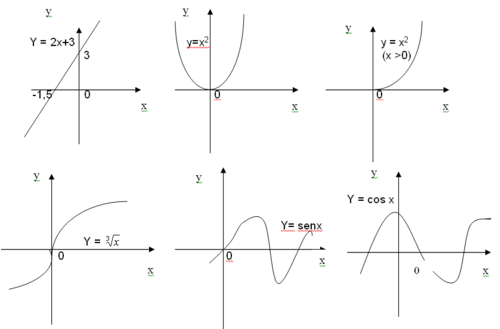 y
Y = 2x+3
3
-1,5
0
x
y
y=x²
0
x
y
y = x²
(x >0)
0
x
y
Y = ∛x
0
x
y
Y= senx
0
x
y
Y = cos x
0
x